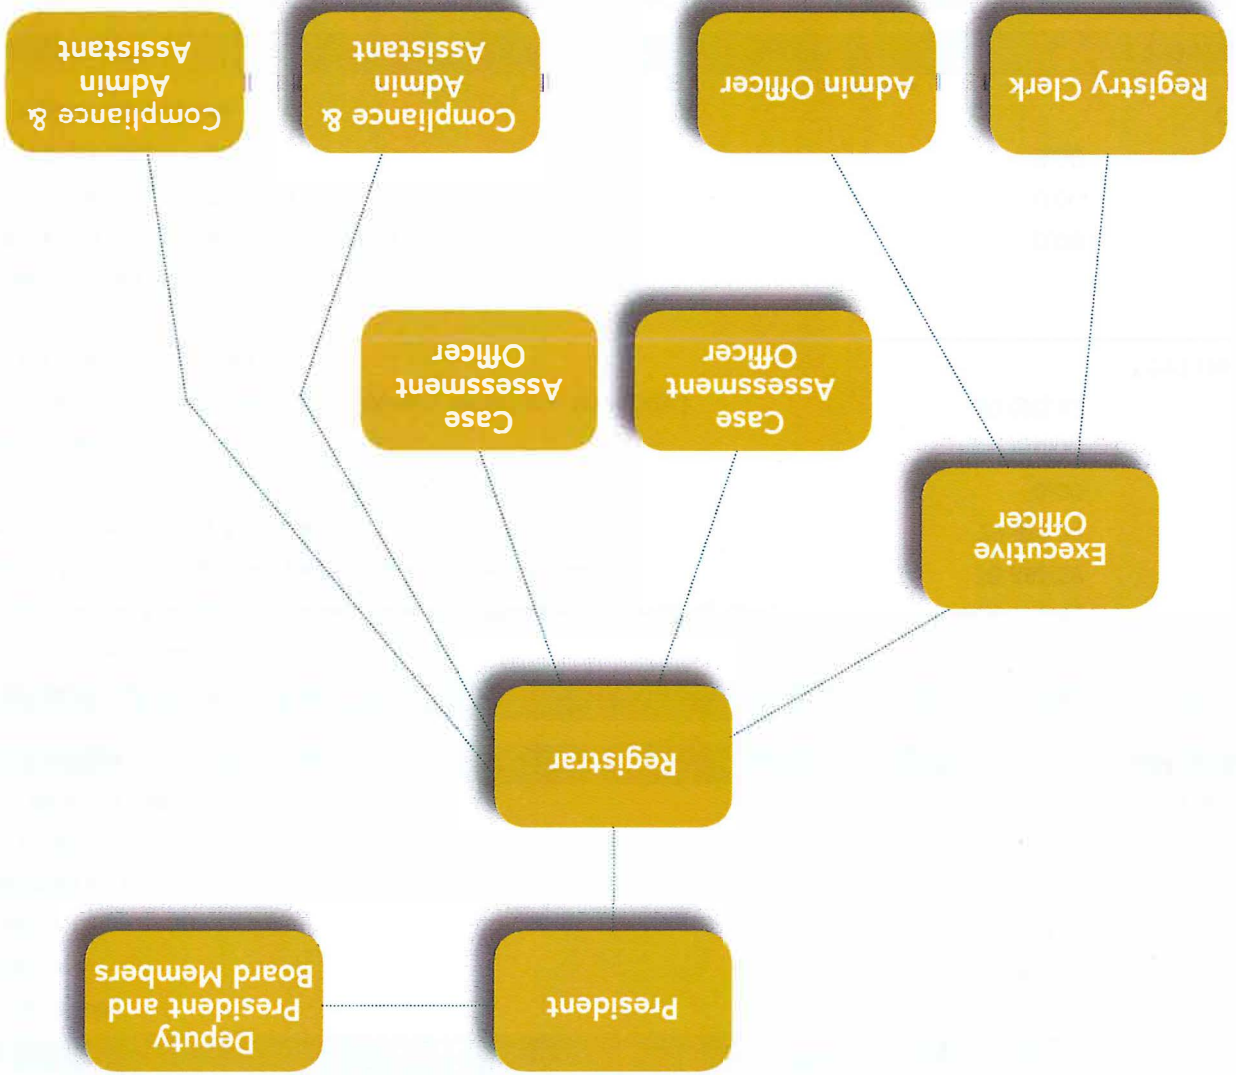 President
Deputy
President and
Board Members
Registrar
Executive
Officer
Case
Assessment
Officer
Case
Assessment
Officer
Registry Clerk
Admin Officer
Compliance &
Admin
Assistant
Compliance &
Admin
Assistant